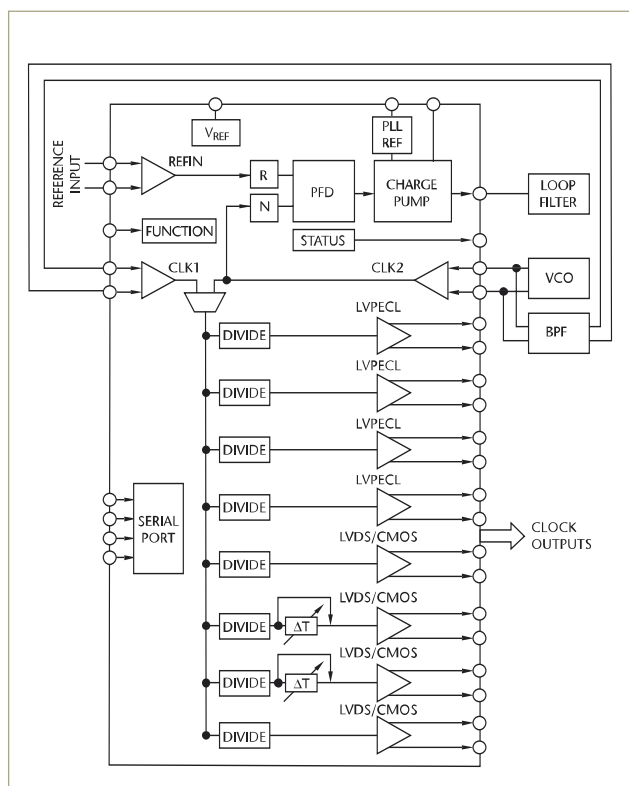 V_REF
PLL
REF
REFERENCE
INPUT
REFIN
R
N
PFD
CHARGE
PUMP
LOOP
FILTER
FUNCTION
STATUS
CLK1
CLK2
VCO
BPF
DIVIDE
LVPECL
DIVIDE
LVPECL
DIVIDE
LVPECL
DIVIDE
LVPECL
SERIAL
PORT
CLOCK
OUTPUTS
DIVIDE
LVDS/CMOS
DIVIDE
ΔT
LVDS/CMOS
DIVIDE
ΔT
LVDS/CMOS
DIVIDE
LVDS/CMOS